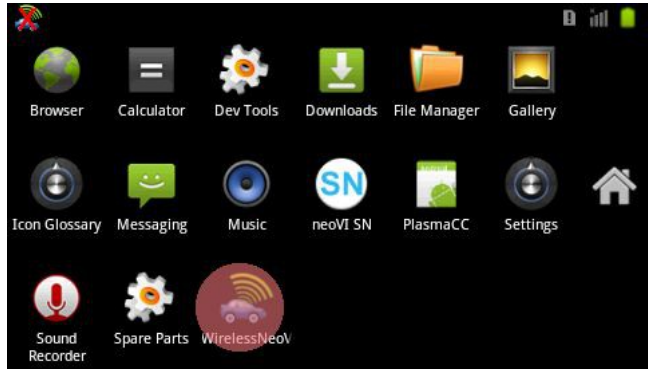 Browser
Calculator
Dev Tools
Downloads
File Manager
Gallery
SN
Icon Glossary
Messaging
Music
neoVI SN
PlasmaCC
Settings
Sound
Recorder
Spare Parts
WirelessNeoV